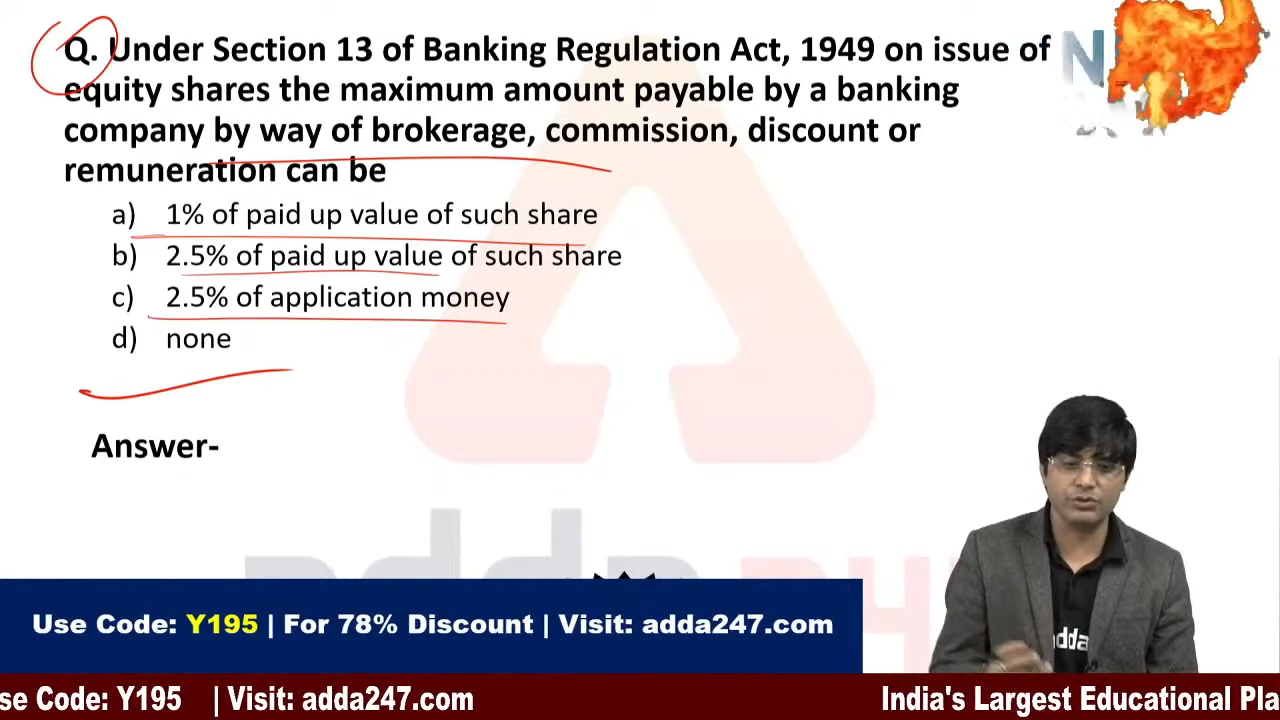 Q. Under Section 13 of Banking Regulation Act, 1949 on issue of
equity shares the maximum amount payable by a banking
company by way of brokerage, commission, discount or
remuneration can be
a) 1% of paid up value of such share
b) 2.5% of paid up value of such share
c) 2.5% of application money
d) none
Answer-
adda
Use Code: Y195 | For 78% Discount | Visit: adda247.com
se Code: Y195 | Visit: adda247.com
India's Largest Educational Pla